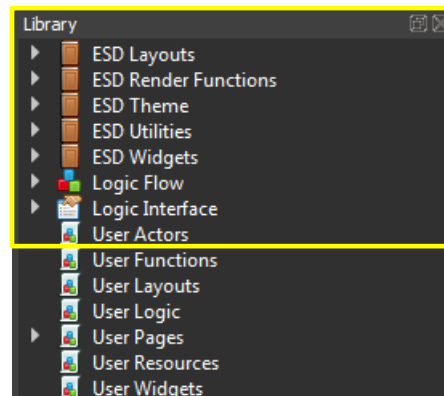 Library
ESD Layouts
ESD Render Functions
ESD Theme
ESD Utilities
ESD Widgets
Logic Flow
Logic Interface
User Actors
User Functions
User Layouts
User Logic
User Pages
User Resources
User Widgets